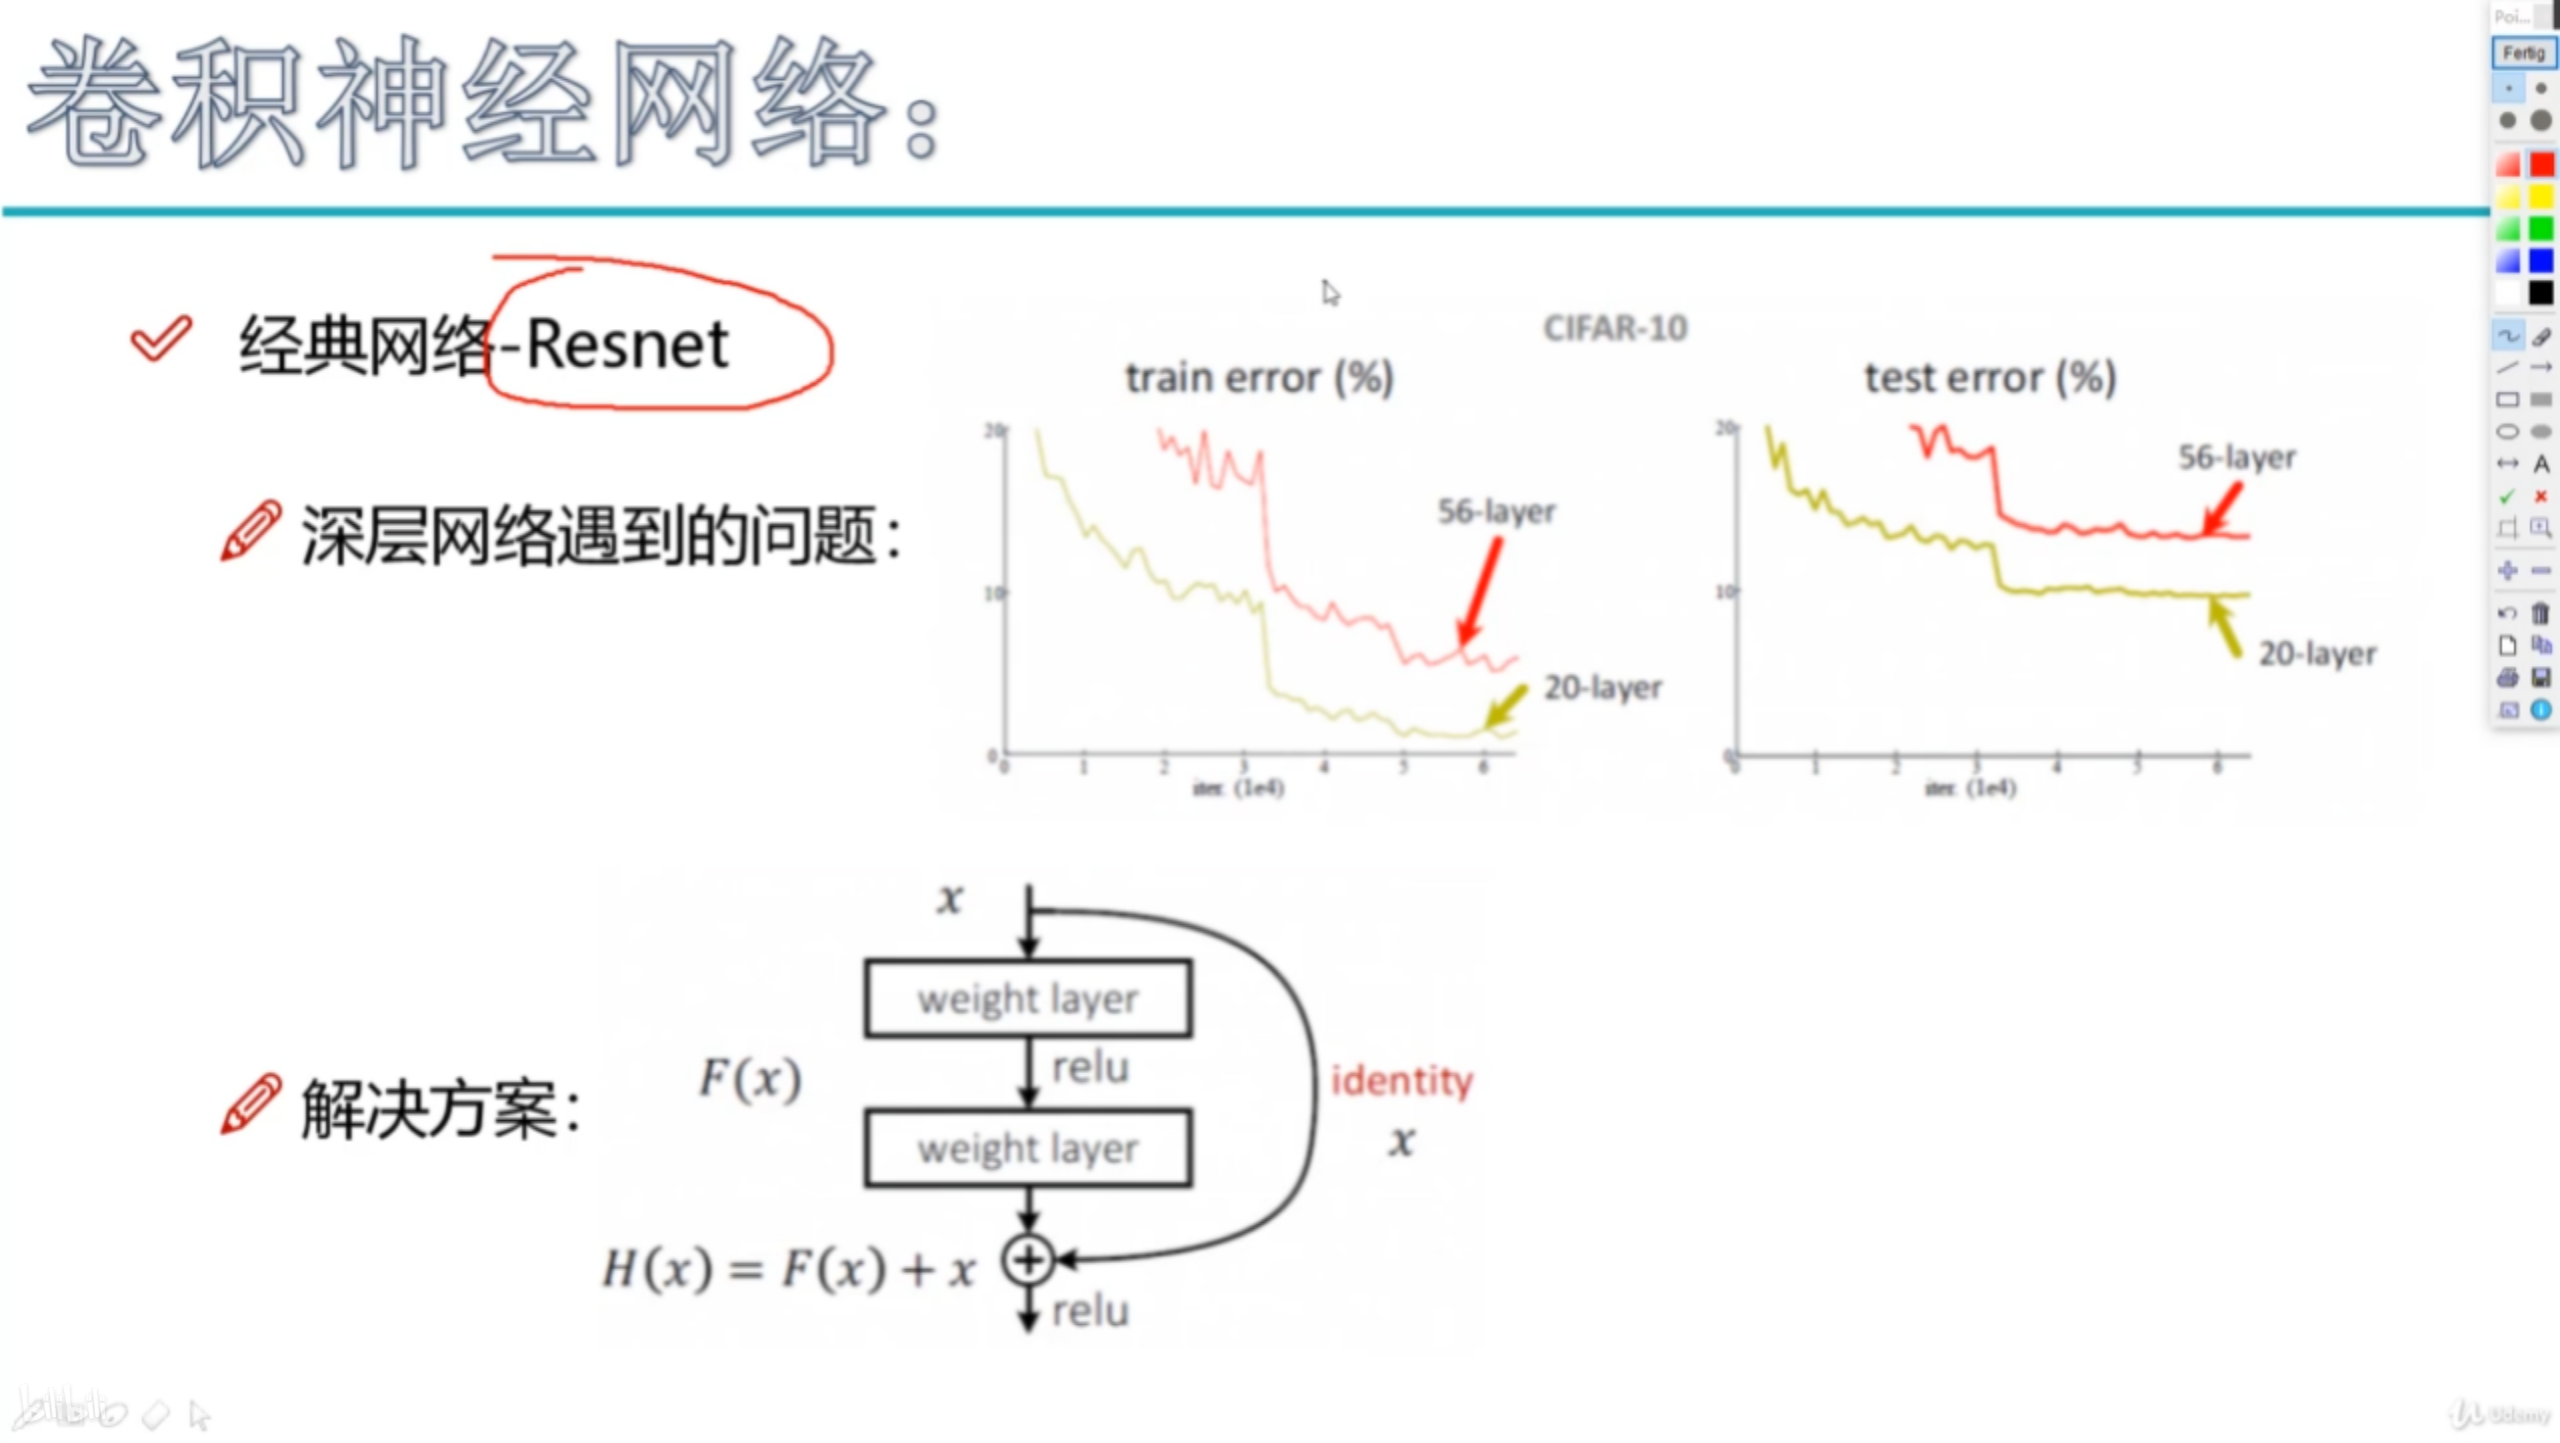 卷积神经网络：
经典网络-Resnet
深层网络遇到的问题：
CIFAR-10
train error (%)
20
10
0
0 1 2 3 4 5 6
iter. (1e4)
56-layer
20-layer
test error (%)
20
10
0
0 1 2 3 4 5 6
iter. (1e4)
56-layer
20-layer
解决方案：
x
weight layer
F(x)
relu
identity
x
weight layer
H(x) = F(x) + x
relu
Poi...
Fertig
A
bilibili
Udemy